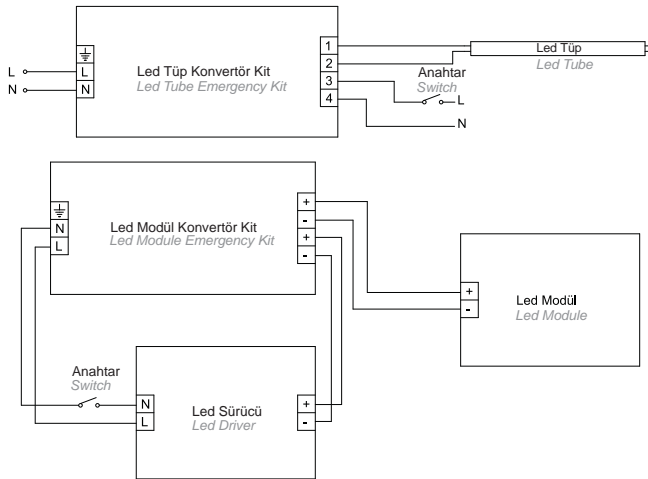 L
N
L
N
Led Tüp Konvertör Kit
Led Tube Emergency Kit
1
2
3
4
Anahtar
Switch
L
N
Led Tüp
Led Tube
N
L
Led Modül Konvertör Kit
Led Module Emergency Kit
+
-
+
-
+
-
Led Modül
Led Module
Anahtar
Switch
N
L
Led Sürücü
Led Driver
+
-